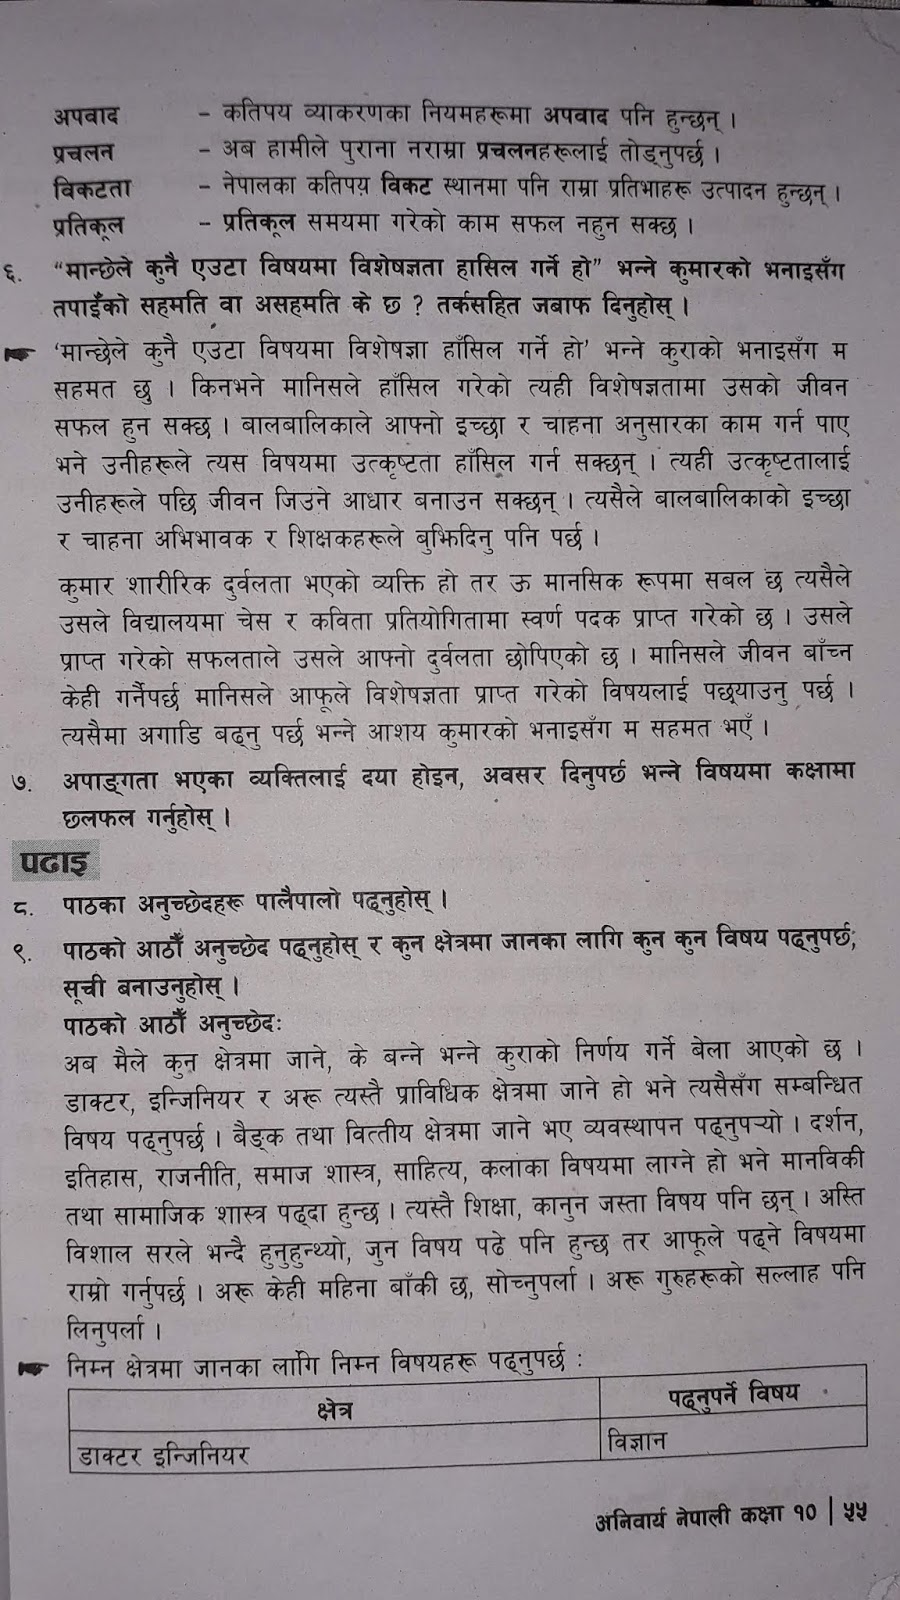 अपवाद - कतिपय व्याकरणका नियमहरूमा अपवाद पनि हुन्छन् ।
प्रचलन - अब हामीले पुराना नराम्रा प्रचलनहरूलाई तोड्नुपर्छ ।
विकटता - नेपालका कतिपय विकट स्थानमा पनि राम्रा प्रतिभाहरू उत्पादन हुन्छन् ।
प्रतिकूल - प्रतिकूल समयमा गरेको काम सफल नहुन सक्छ ।
६. “मान्छेले कुनै एउटा विषयमा विशेषज्ञता हासिल गर्ने हो” भन्ने कुमारको भनाइसँग
तपाईँको सहमति वा असहमति के छ ? तर्कसहित जबाफ दिनुहोस् ।
‘मान्छेले कुनै एउटा विषयमा विशेषज्ञा हाँसिल गर्ने हो’ भन्ने कुराको भनाइसँग म
सहमत छु । किनभने मानिसले हाँसिल गरेको त्यही विशेषज्ञतामा उसको जीवन
सफल हुन सक्छ । बालबालिकाले आफ्नो इच्छा र चाहना अनुसारका काम गर्न पाए
भने उनीहरूले त्यस विषयमा उत्कृष्टता हाँसिल गर्न सक्छन् । त्यही उत्कृष्टतालाई
उनीहरूले पछि जीवन जिउने आधार बनाउन सक्छन् । त्यसैले बालबालिकाको इच्छा
र चाहना अभिभावक र शिक्षकहरूले बुझिदिनु पनि पर्छ ।
कुमार शारीरिक दुर्वलता भएको व्यक्ति हो तर ऊ मानसिक रूपमा सबल छ त्यसैले
उसले विद्यालयमा चेस र कविता प्रतियोगितामा स्वर्ण पदक प्राप्त गरेको छ । उसले
प्राप्त गरेको सफलताले उसले आफ्नो दुर्वलता छोपिएको छ । मानिसले जीवन बाँच्न
केही गर्नैपर्छ मानिसले आफूले विशेषज्ञता प्राप्त गरेको विषयलाई पछ्याउनु पर्छ ।
त्यसैमा अगाडि बढ्नु पर्छ भन्ने आशय कुमारको भनाइसँग म सहमत भएँ ।
७. अपाङ्गता भएका व्यक्तिलाई दया होइन, अवसर दिनुपर्छ भन्ने विषयमा कक्षामा
छलफल गर्नुहोस् ।
पढाइ
८. पाठका अनुच्छेदहरू पालैपालो पढ्नुहोस् ।
९. पाठको आठौँ अनुच्छेद पढ्नुहोस् र कुन क्षेत्रमा जानका लागि कुन कुन विषय पढ्नुपर्छ,
सूची बनाउनुहोस् ।
पाठको आठौँ अनुच्छेदः
अब मैले कुन क्षेत्रमा जाने, के बन्ने भन्ने कुराको निर्णय गर्ने बेला आएको छ ।
डाक्टर, इन्जिनियर र अरू त्यस्तै प्राविधिक क्षेत्रमा जाने हो भने त्यसैसँग सम्बन्धित
विषय पढ्नुपर्छ । बैङ्क तथा वित्तीय क्षेत्रमा जाने भए व्यवस्थापन पढ्नुपर्‍यो । दर्शन,
इतिहास, राजनीति, समाज शास्त्र, साहित्य, कलाका विषयमा लाग्ने हो भने मानविकी
तथा सामाजिक शास्त्र पढ्दा हुन्छ । त्यस्तै शिक्षा, कानुन जस्ता विषय पनि छन् । अस्ति
विशाल सरले भन्दै हुनुहुन्थ्यो, जुन विषय पढे पनि हुन्छ तर आफूले पढ्ने विषयमा
राम्रो गर्नुपर्छ । अरू केही महिना बाँकी छ, सोच्नुपर्ला । अरू गुरुहरूको सल्लाह पनि
लिनुपर्ला ।
निम्न क्षेत्रमा जानका लागि निम्न विषयहरू पढ्नुपर्छ :
क्षेत्र पढ्नुपर्ने विषय
डाक्टर इन्जिनियर विज्ञान
अनिवार्य नेपाली कक्षा १० | ५५